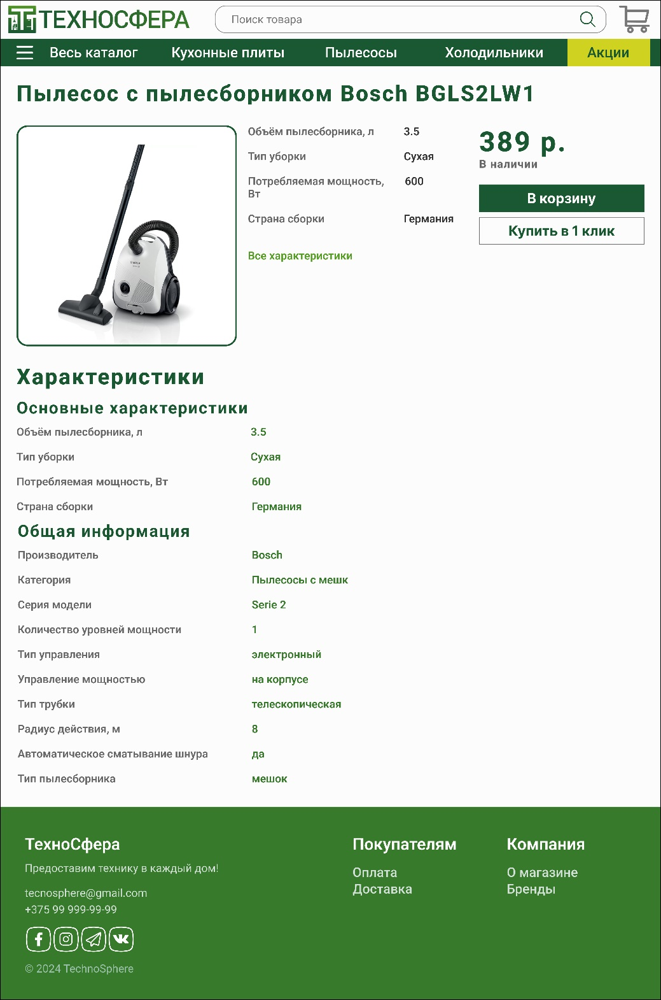 ТЕХНОСФЕРА
Поиск товара
Весь каталог Кухонные плиты Пылесосы Холодильники Акции
Пылесос с пылесборником Bosch BGLS2LW1
Объём пылесборника, л 3.5
Тип уборки Сухая
Потребляемая мощность, Вт 600
Страна сборки Германия
Все характеристики
389 р.
В наличии
В корзину
Купить в 1 клик
BOSCH
Характеристики
Основные характеристики
Объём пылесборника, л 3.5
Тип уборки Сухая
Потребляемая мощность, Вт 600
Страна сборки Германия
Общая информация
Производитель Bosch
Категория Пылесосы с мешк
Серия модели Serie 2
Количество уровней мощности 1
Тип управления электронный
Управление мощностью на корпусе
Тип трубки телескопическая
Радиус действия, м 8
Автоматическое сматывание шнура да
Тип пылесборника мешок
ТехноСфера
Предоставим технику в каждый дом!
tecnosphere@gmail.com
+375 99 999-99-99
© 2024 TechnoSphere
Покупателям
Оплата
Доставка
Компания
О магазине
Бренды